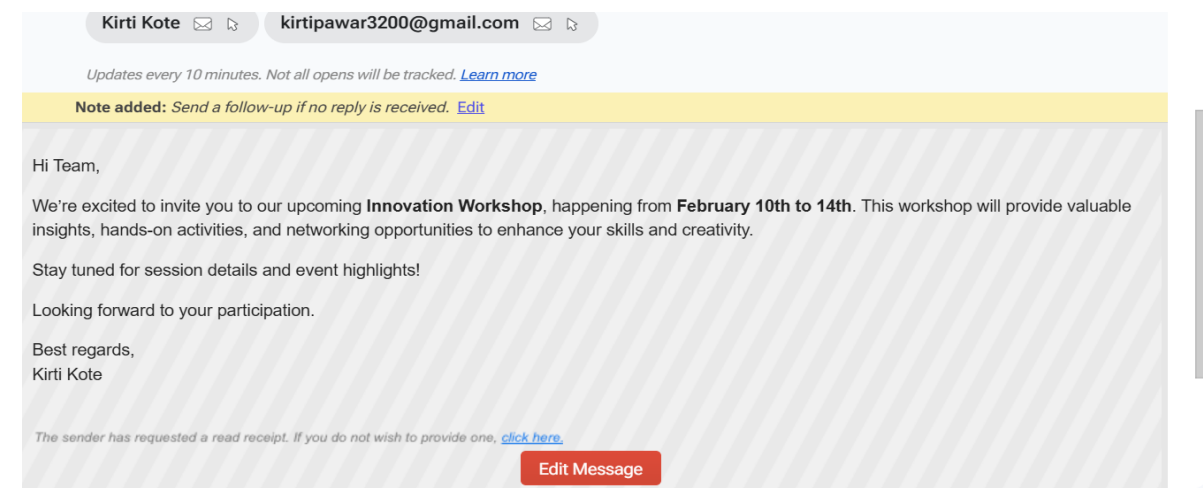 Kirti Kote kirtipawar3200@gmail.com
Updates every 10 minutes. Not all opens will be tracked. Learn more
Note added: Send a follow-up if no reply is received. Edit
Hi Team,
We're excited to invite you to our upcoming Innovation Workshop, happening from February 10th to 14th. This workshop will provide valuable
insights, hands-on activities, and networking opportunities to enhance your skills and creativity.
Stay tuned for session details and event highlights!
Looking forward to your participation.
Best regards,
Kirti Kote
The sender has requested a read receipt. If you do not wish to provide one, click here.
Edit Message